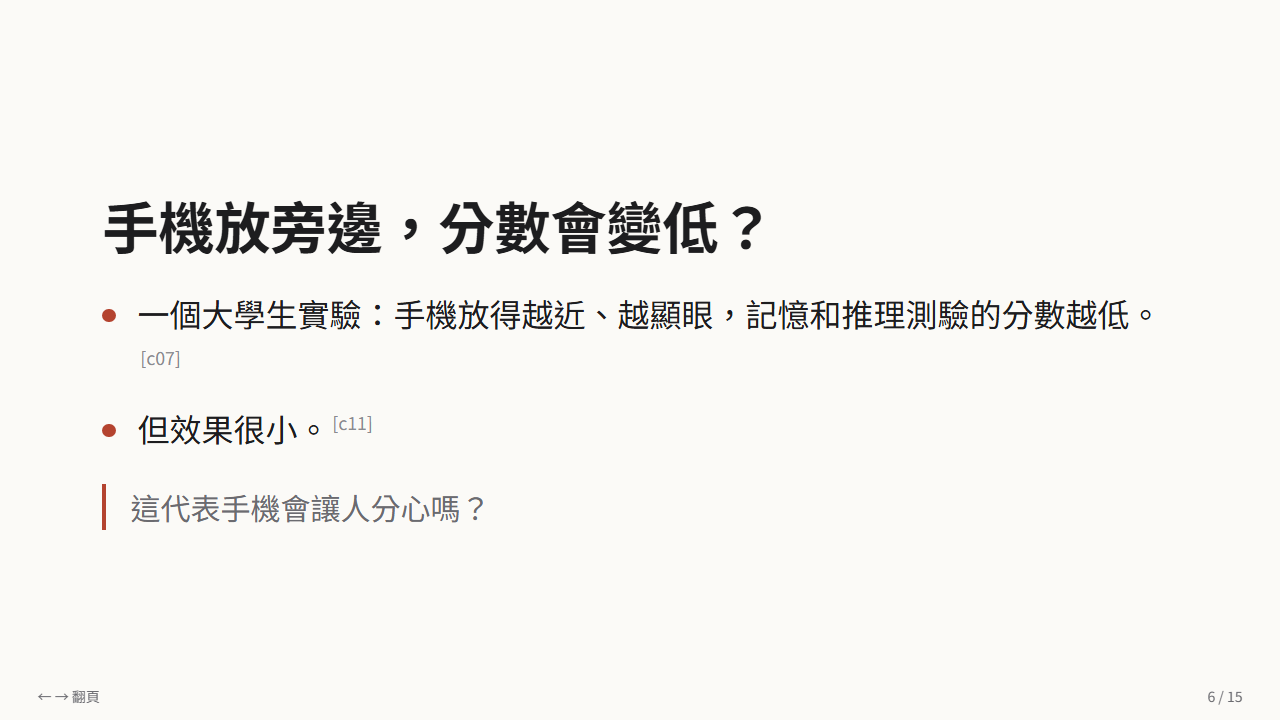 手機放旁邊，分數會變低？
一個大學生實驗：手機放得越近、越顯眼，記憶和推理測驗的分數越低。
[c07]
但效果很小。[c11]
這代表手機會讓人分心嗎？
←→ 翻頁
6 / 15